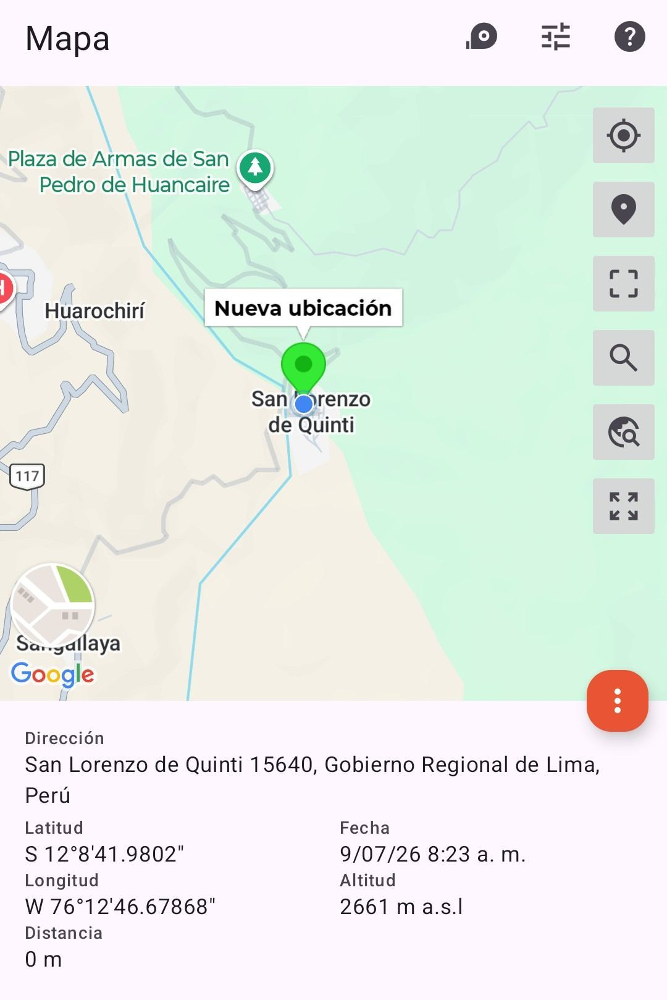 Mapa
Plaza de Armas de San
Pedro de Huancaire
H
Huarochirí
Nueva ubicación
San Lorenzo
de Quinti
117
Sangallaya
Google
Dirección
San Lorenzo de Quinti 15640, Gobierno Regional de Lima,
Perú
Latitud
S 12°8'41.9802"
Fecha
9/07/26 8:23 a. m.
Longitud
W 76°12'46.67868"
Altitud
2661 m a.s.l
Distancia
0 m